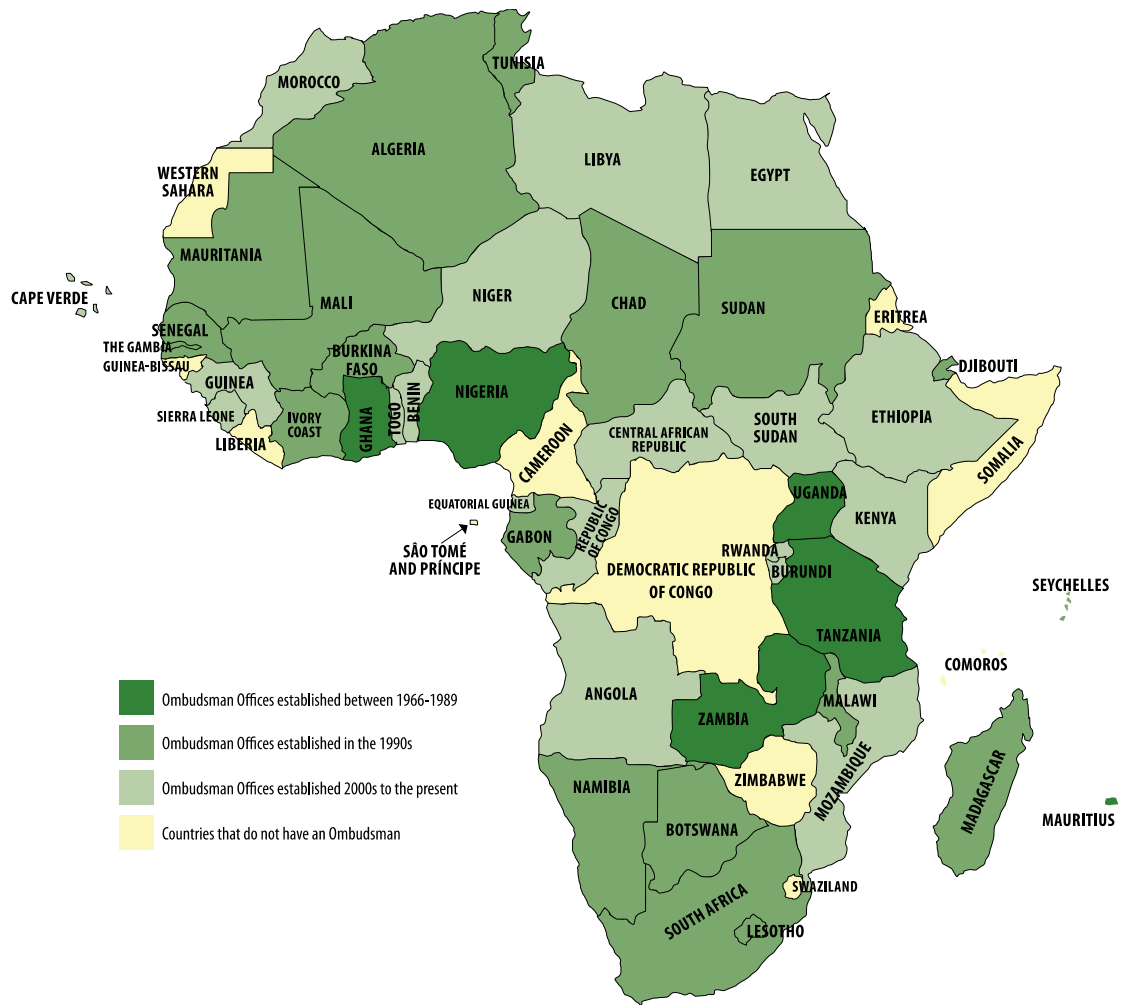 TUNISIA
MOROCCO
ALGERIA
LIBYA
EGYPT
WESTERN
SAHARA
MAURITANIA
MALI
NIGER
CHAD
SUDAN
ERITREA
CAPE VERDE
SENEGAL
THE GAMBIA
GUINEA-BISSAU
GUINEA
SIERRA LEONE
LIBERIA
IVORY
COAST
BURKINA
FASO
GHANA
TOGO
BENIN
NIGERIA
CAMEROON
CENTRAL AFRICAN
REPUBLIC
SOUTH
SUDAN
ETHIOPIA
DJIBOUTI
SOMALIA
EQUATORIAL GUINEA
SÂO TOMÉ
AND PRÍNCIPE
GABON
REPUBLIC
OF CONGO
DEMOCRATIC REPUBLIC
OF CONGO
UGANDA
KENYA
RWANDA
BURUNDI
TANZANIA
SEYCHELLES
COMOROS
ANGOLA
ZAMBIA
MALAWI
MOZAMBIQUE
ZIMBABWE
NAMIBIA
BOTSWANA
MADAGASCAR
MAURITIUS
SWAZILAND
SOUTH AFRICA
LESOTHO
Ombudsman Offices established between 1966-1989
Ombudsman Offices established in the 1990s
Ombudsman Offices established 2000s to the present
Countries that do not have an Ombudsman